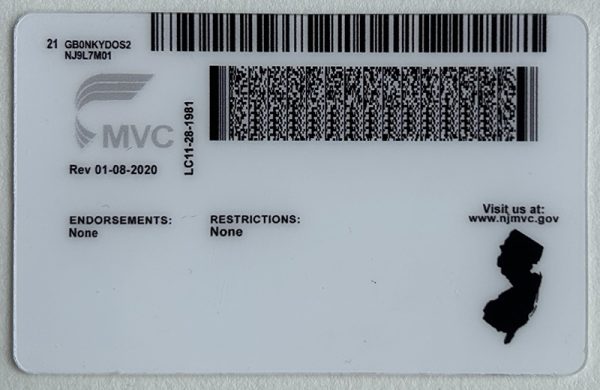 21 GB0NKYDOS2
NJ9L7M01
MVC
LC11-28-1981
Rev 01-08-2020
ENDORSEMENTS:
None
RESTRICTIONS:
None
Visit us at:
www.njmvc.gov